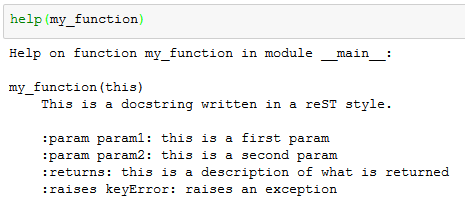 help(my_function)
Help on function my_function in module __main__:
my_function(this)
This is a docstring written in a reST style.
:param param1: this is a first param
:param param2: this is a second param
:returns: this is a description of what is returned
:raises keyError: raises an exception